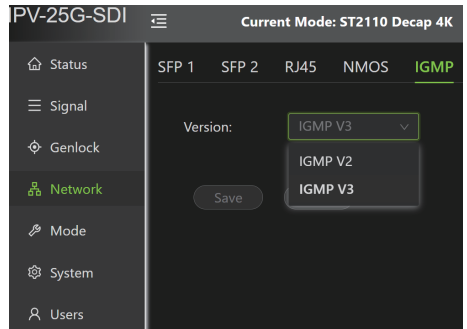 IPV-25G-SDI
Current Mode: ST2110 Decap 4K
Status
Signal
Genlock
Network
Mode
System
Users
SFP 1 SFP 2 RJ45 NMOS IGMP
Version: IGMP V3
IGMP V2
IGMP V3
Save